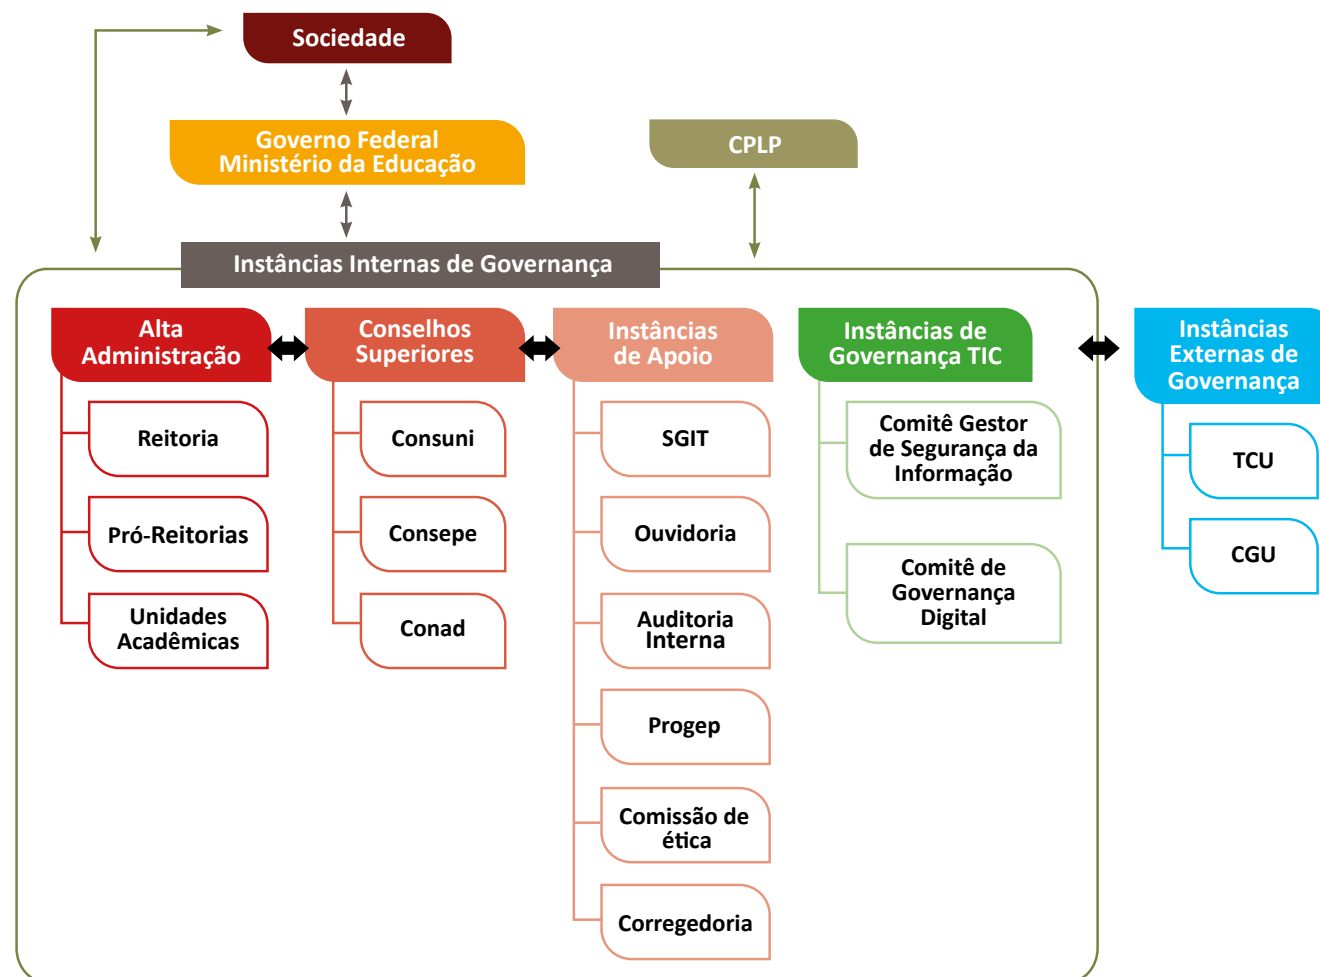 Sociedade
Governo Federal
Ministério da Educação
CPLP
Instâncias Internas de Governança
Alta
Administração
Reitoria
Pró-Reitorias
Unidades
Acadêmicas
Conselhos
Superiores
Consuni
Consepe
Conad
Instâncias
de Apoio
SGIT
Ouvidoria
Auditoria
Interna
Progep
Comissão de
ética
Corregedoria
Instâncias de
Governança TIC
Comitê Gestor
de Segurança da
Informação
Comitê de
Governança
Digital
Instâncias
Externas de
Governança
TCU
CGU